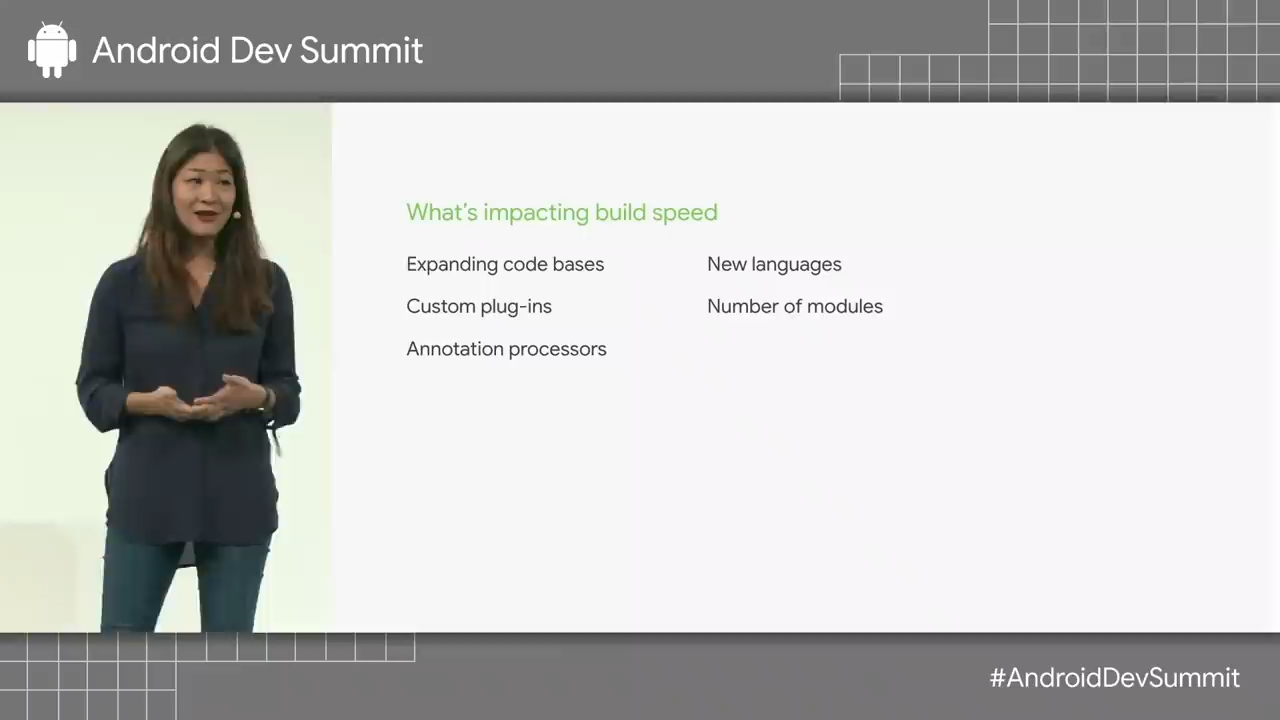 Android Dev Summit
What's impacting build speed
Expanding code bases
Custom plug-ins
Annotation processors
New languages
Number of modules
#AndroidDevSummit